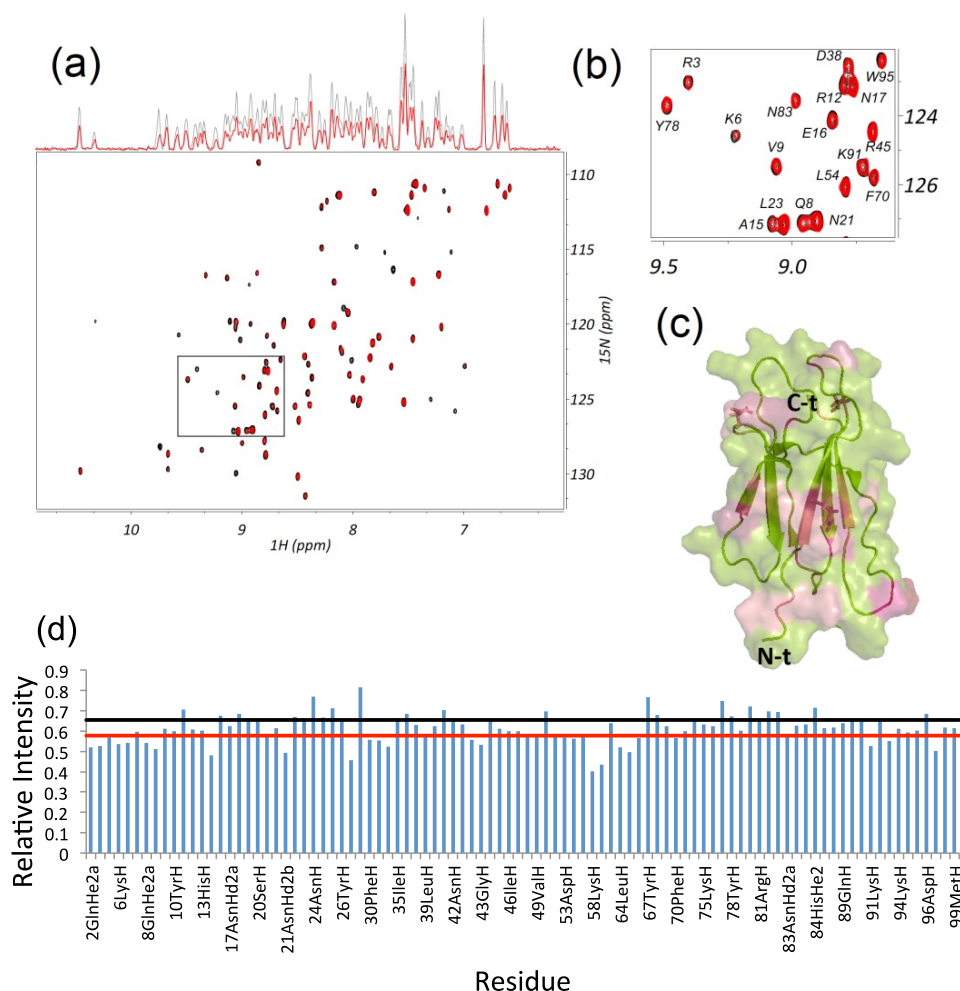 (a)
110
115
120
125
130
15N (ppm)
10
9
8
7
1H (ppm)
(b)
R3
D38
W95
Y78
K6
N83
R12
N17
E16
V9
K91
R45
L54
F70
L23
Q8
A15
N21
124
126
9.5
9.0
(c)
C-t
N-t
(d)
Relative Intensity
0.9
0.8
0.7
0.6
0.5
0.4
0.3
0.2
0.1
0
2GlnHe2a
6LysH
8GlnHe2a
10TyrH
13HisH
17AsnHd2a
20SerH
21AsnHd2b
24AsnH
26TyrH
30PheH
35IleH
39LeuH
42AsnH
43GlyH
46IleH
49ValH
53AspH
58LysH
64LeuH
67TyrH
70PheH
75LysH
78TyrH
81ArgH
83AsnHd2a
84HisHe2
89GlnH
91LysH
94LysH
96AspH
99MetH
Residue